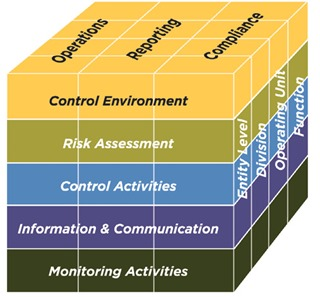 Operations
Reporting
Compliance
Control Environment
Risk Assessment
Control Activities
Information & Communication
Monitoring Activities
Entity Level
Division
Operating Unit
Function